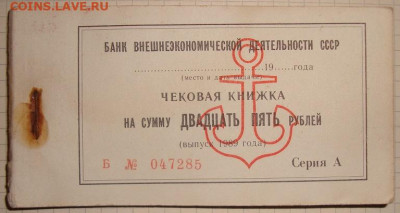 COINS.LAVE.RU
БАНК ВНЕШНЕЭКОНОМИЧЕСКОЙ ДЕЯТЕЛЬНОСТИ СССР
19......года
(место и дата выдачи)
ЧЕКОВАЯ КНИЖКА
НА СУММУ ДВАДЦАТЬ ПЯТЬ РУБЛЕЙ
(выпуск 1989 года)
Б № 047285 Серия А